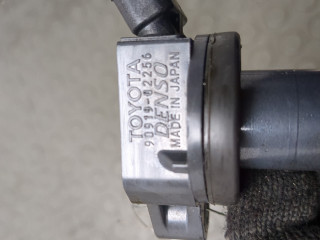 TOYOTA
90919-02256
DENSO
MADE IN JAPAN